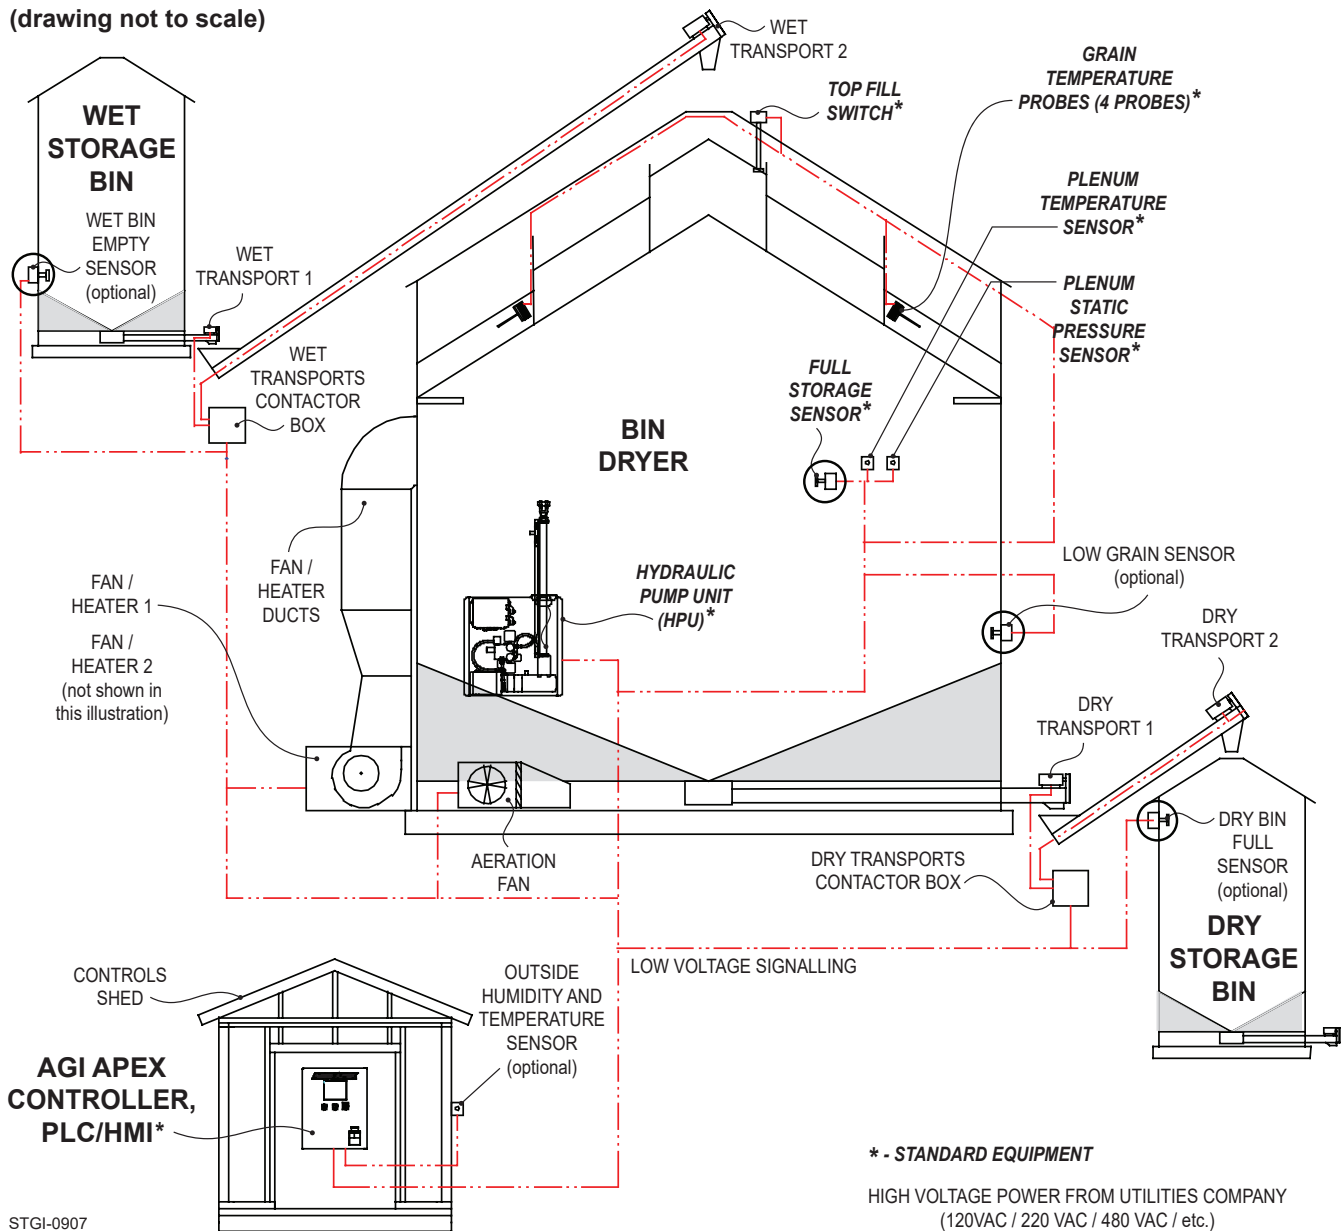 (drawing not to scale)
WET
TRANSPORT 2
GRAIN
TEMPERATURE
PROBES (4 PROBES)*
TOP FILL
SWITCH*
WET
STORAGE
BIN
WET BIN
EMPTY
SENSOR
(optional)
WET
TRANSPORT 1
PLENUM
TEMPERATURE
SENSOR*
PLENUM
STATIC
PRESSURE
SENSOR*
WET
TRANSPORTS
CONTACTOR
BOX
FULL
STORAGE
SENSOR*
BIN
DRYER
FAN /
HEATER
DUCTS
FAN /
HEATER 1
FAN /
HEATER 2
(not shown in
this illustration)
HYDRAULIC
PUMP UNIT
(HPU)*
LOW GRAIN SENSOR
(optional)
DRY
TRANSPORT 2
DRY
TRANSPORT 1
AERATION
FAN
DRY TRANSPORTS
CONTACTOR BOX
DRY BIN
FULL
SENSOR
(optional)
DRY
STORAGE
BIN
LOW VOLTAGE SIGNALLING
CONTROLS
SHED
OUTSIDE
HUMIDITY AND
TEMPERATURE
SENSOR
(optional)
AGI APEX
CONTROLLER,
PLC/HMI*
* - STANDARD EQUIPMENT
HIGH VOLTAGE POWER FROM UTILITIES COMPANY
(120VAC / 220 VAC / 480 VAC / etc.)
STGI-0907